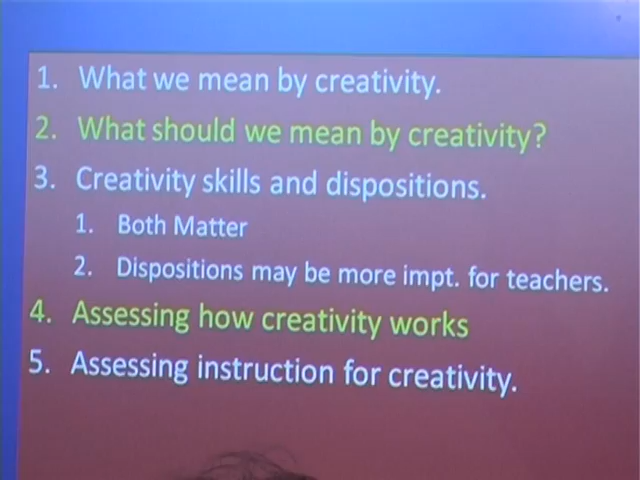 1. What we mean by creativity.
2. What should we mean by creativity?
3. Creativity skills and dispositions.
1. Both Matter
2. Dispositions may be more impt. for teachers.
4. Assessing how creativity works
5. Assessing instruction for creativity.